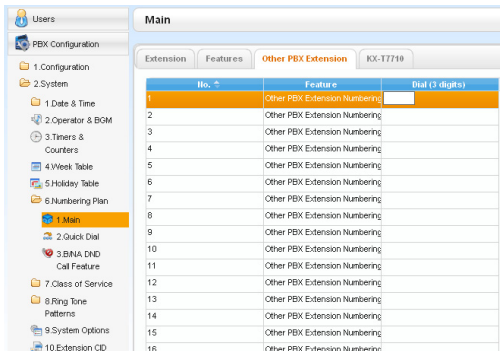 Users
PBX Configuration
1.Configuration
2.System
1.Date & Time
2.Operator & BGM
3.Timers &
Counters
4.Week Table
5.Holiday Table
6.Numbering Plan
1.Main
2.Quick Dial
3.B/NA DND
Call Feature
7.Class of Service
8.Ring Tone
Patterns
9.System Options
10.Extension CID
Main
Extension Features Other PBX Extension KX-T7710
No. Feature Dial (3 digits)
1 Other PBX Extension Numbering
2 Other PBX Extension Numbering
3 Other PBX Extension Numbering
4 Other PBX Extension Numbering
5 Other PBX Extension Numbering
6 Other PBX Extension Numbering
7 Other PBX Extension Numbering
8 Other PBX Extension Numbering
9 Other PBX Extension Numbering
10 Other PBX Extension Numbering
11 Other PBX Extension Numbering
12 Other PBX Extension Numbering
13 Other PBX Extension Numbering
14 Other PBX Extension Numbering
15 Other PBX Extension Numbering
16 Other PBX Extension Numbering